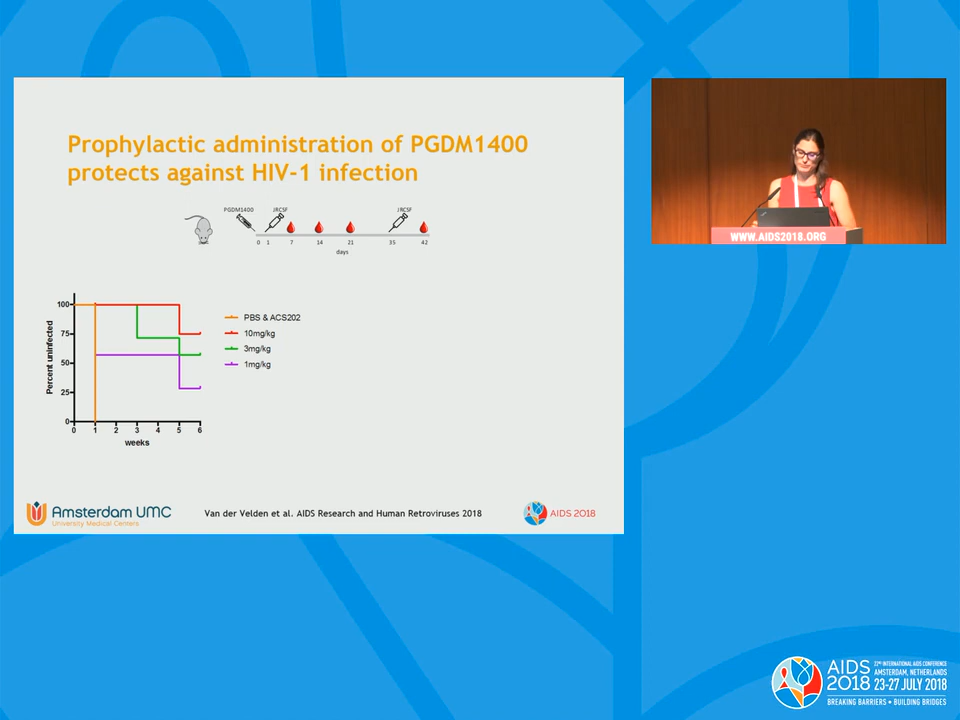 Prophylactic administration of PGDM1400
protects against HIV-1 infection
PGDM1400 JRCSF JRCSF
0 1 7 14 21 35 42
days
Percent uninfected
100
75
50
25
0
0 1 2 3 4 5 6
weeks
PBS & ACS202
10mg/kg
3mg/kg
1mg/kg
Amsterdam UMC
University Medical Centers
Van der Velden et al. AIDS Research and Human Retroviruses 2018
AIDS 2018
WWW.AIDS2018.ORG
AIDS
2018
22ND INTERNATIONAL AIDS CONFERENCE
AMSTERDAM, NETHERLANDS
23-27 JULY 2018
BREAKING BARRIERS • BUILDING BRIDGES